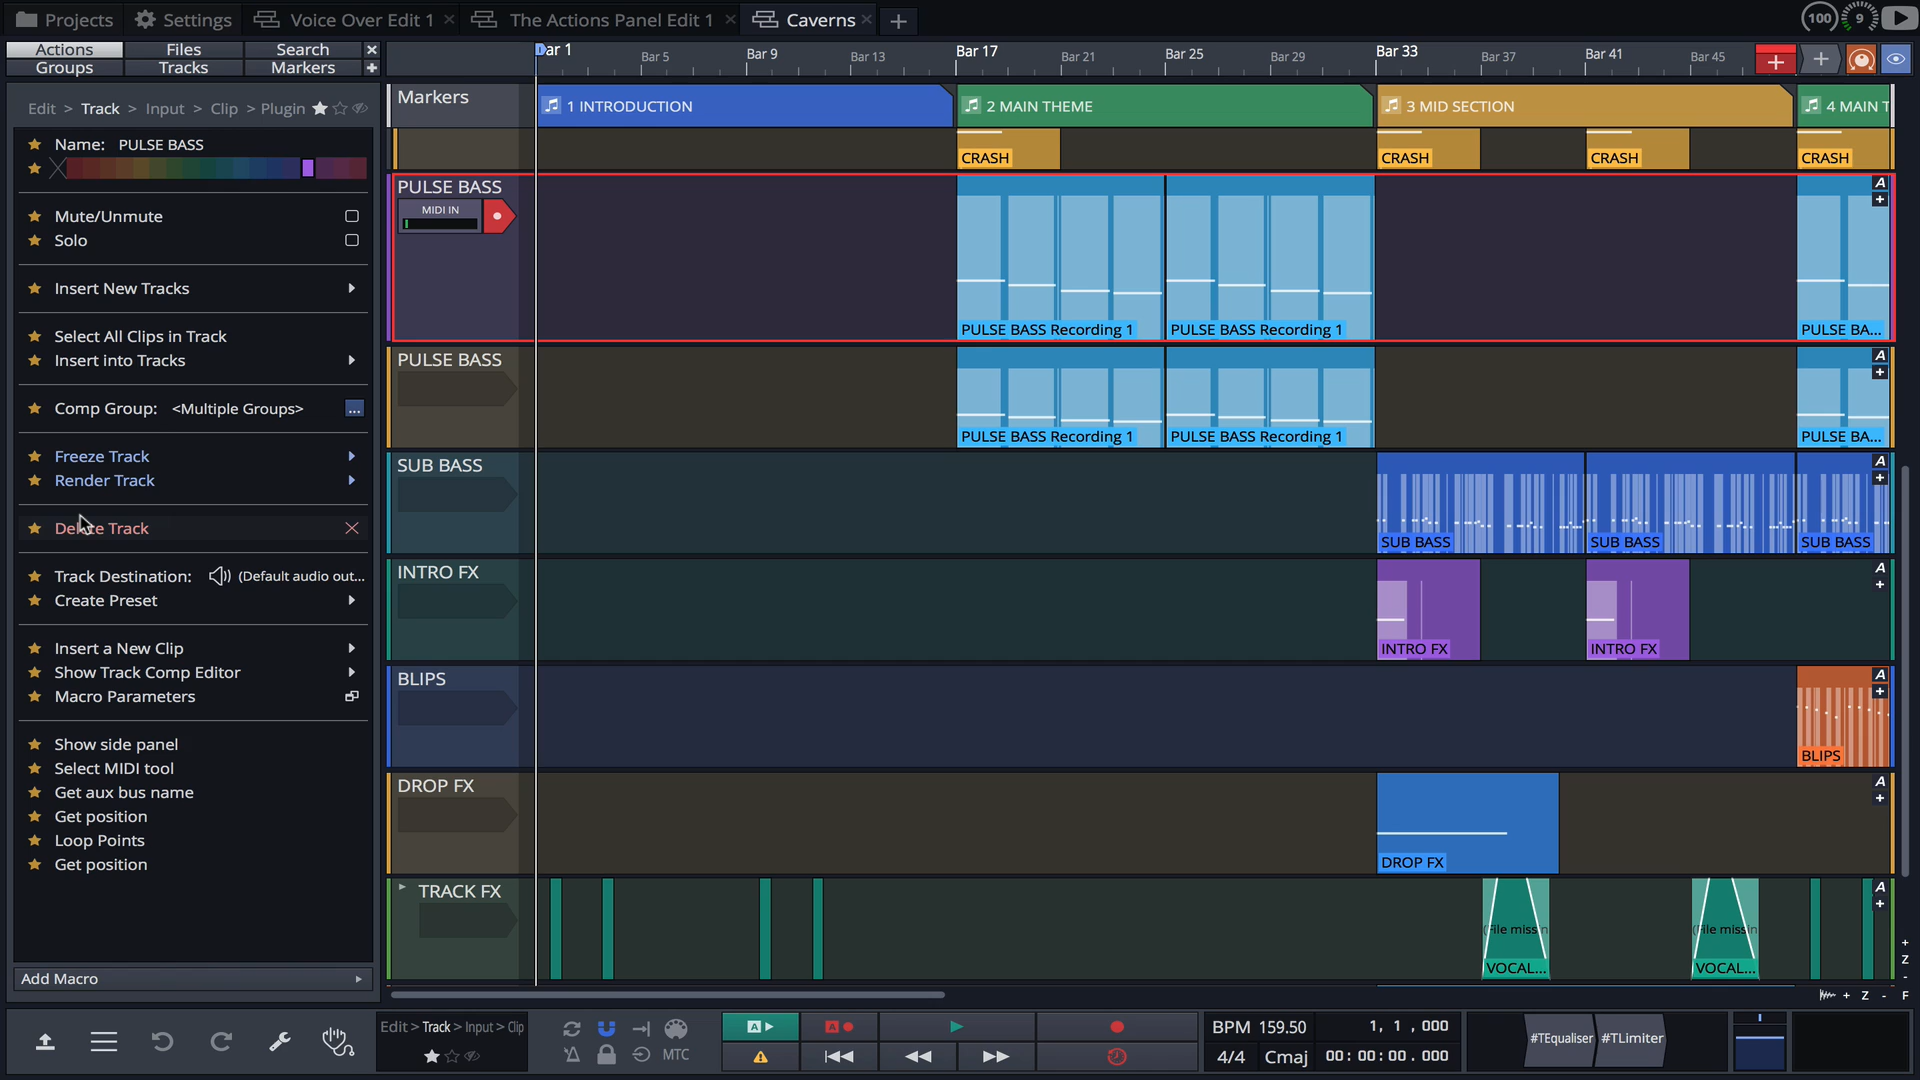 Projects
Settings
Voice Over Edit 1
The Actions Panel Edit 1
Caverns
100
9
Actions
Files
Search
Groups
Tracks
Markers
Edit > Track > Input > Clip > Plugin
Name: PULSE BASS
Mute/Unmute
Solo
Insert New Tracks
Select All Clips in Track
Insert into Tracks
Comp Group: <Multiple Groups>
Freeze Track
Render Track
Track
Track Destination: (Default audio out...
Create Preset
Insert a New Clip
Show Track Comp Editor
Macro Parameters
Show side panel
Select MIDI tool
Get aux bus name
Get position
Loop Points
Get position
Add Macro
ar 1
Bar 5
Bar 9
Bar 13
Bar 17
Bar 21
Bar 25
Bar 29
Bar 33
Bar 37
Bar 41
Bar 45
Markers
1 INTRODUCTION
2 MAIN THEME
3 MID SECTION
4 MAIN T
CRASH
CRASH
CRASH
CRASH
PULSE BASS
MIDI IN
PULSE BASS Recording 1
PULSE BASS Recording 1
PULSE BA...
A
PULSE BASS
PULSE BASS Recording 1
PULSE BASS Recording 1
PULSE BA...
A
SUB BASS
SUB BASS
SUB BASS
SUB BASS
A
INTRO FX
INTRO FX
INTRO FX
A
BLIPS
BLIPS
A
DROP FX
DROP FX
A
TRACK FX
(File missin
VOCAL...
(File missin
VOCAL...
A
+
Z
-
+ Z - F
Edit > Track > Input > Clip
MTC
A
A
BPM 159.50
1, 1 , 000
4/4
Cmaj
00: 00: 00. 000
#TEqualiser
#TLimiter